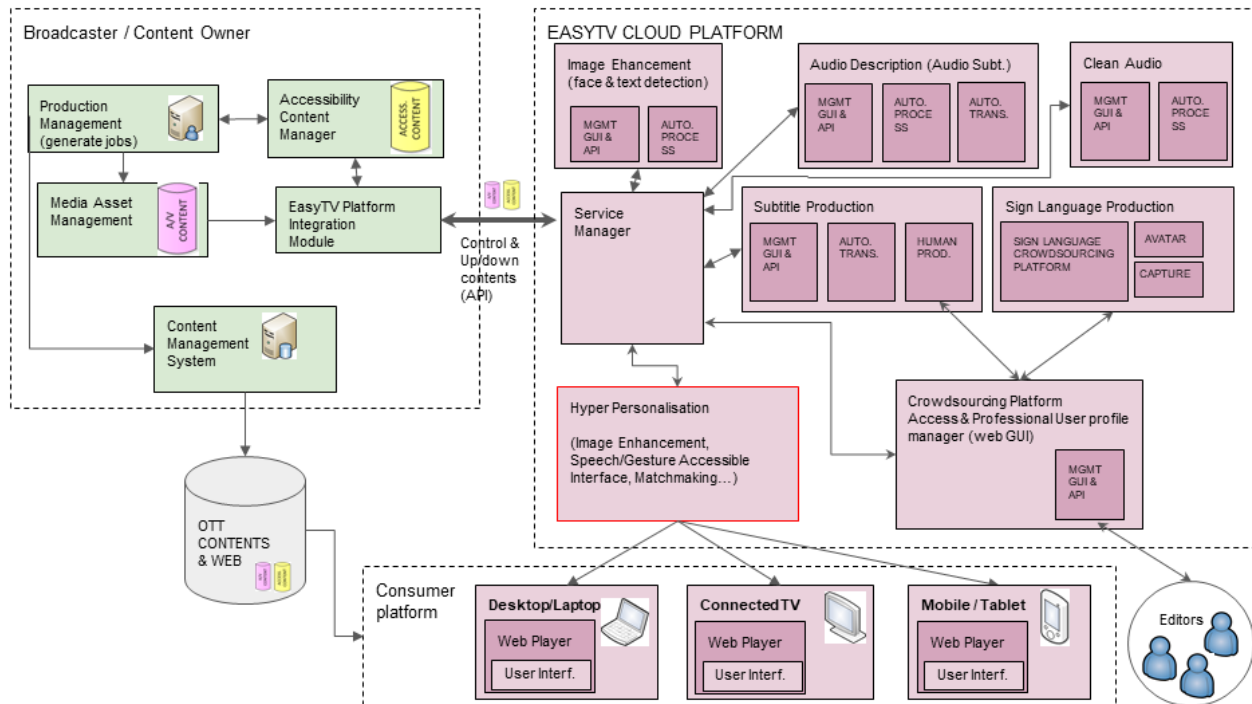 Broadcaster / Content Owner
Production
Management
(generate jobs)
Accessibility
Content
Manager
ACCESS.
CONTENT
Media Asset
Management
A/V
CONTENT
EasyTV Platform
Integration
Module
Content
Management
System
OTT
CONTENTS
& WEB
Control &
Up/down
contents
(API)
EASYTV CLOUD PLATFORM
Image Ehancement
(face & text detection)
MGMT
GUI &
API
AUTO.
PROCE
SS
Audio Description (Audio Subt.)
MGMT
GUI &
API
AUTO.
PROCE
SS
AUTO.
TRANS.
Clean Audio
MGMT
GUI &
API
AUTO.
PROCE
SS
Service
Manager
Subtitle Production
MGMT
GUI &
API
AUTO.
TRANS.
HUMAN
PROD.
Sign Language Production
SIGN LANGUAGE
CROWDSOURCING
PLATFORM
AVATAR
CAPTURE
Hyper Personalisation
(Image Enhancement,
Speech/Gesture Accessible
Interface, Matchmaking…)
Crowdsourcing Platform
Access & Professional User profile
manager (web GUI)
MGMT
GUI &
API
Consumer
platform
Desktop/Laptop
Web Player
User Interf.
ConnectedTV
Web Player
User Interf.
Mobile / Tablet
Web Player
User Interf.
Editors